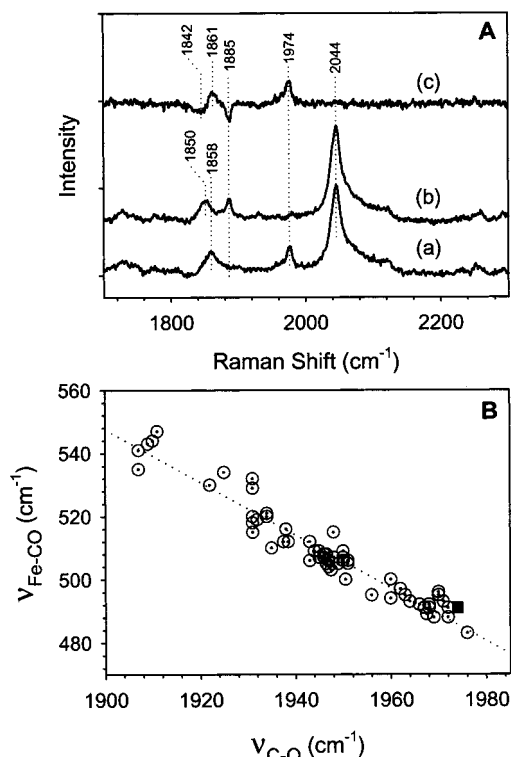 A
1842
1861
1885
1974
2044
(c)
1850
1858
(b)
(a)
Intensity
1800 2000 2200
Raman Shift (cm-1)
B
560
540
520
500
480
νFe-CO (cm-1)
1900 1920 1940 1960 1980
νC-O (cm-1)